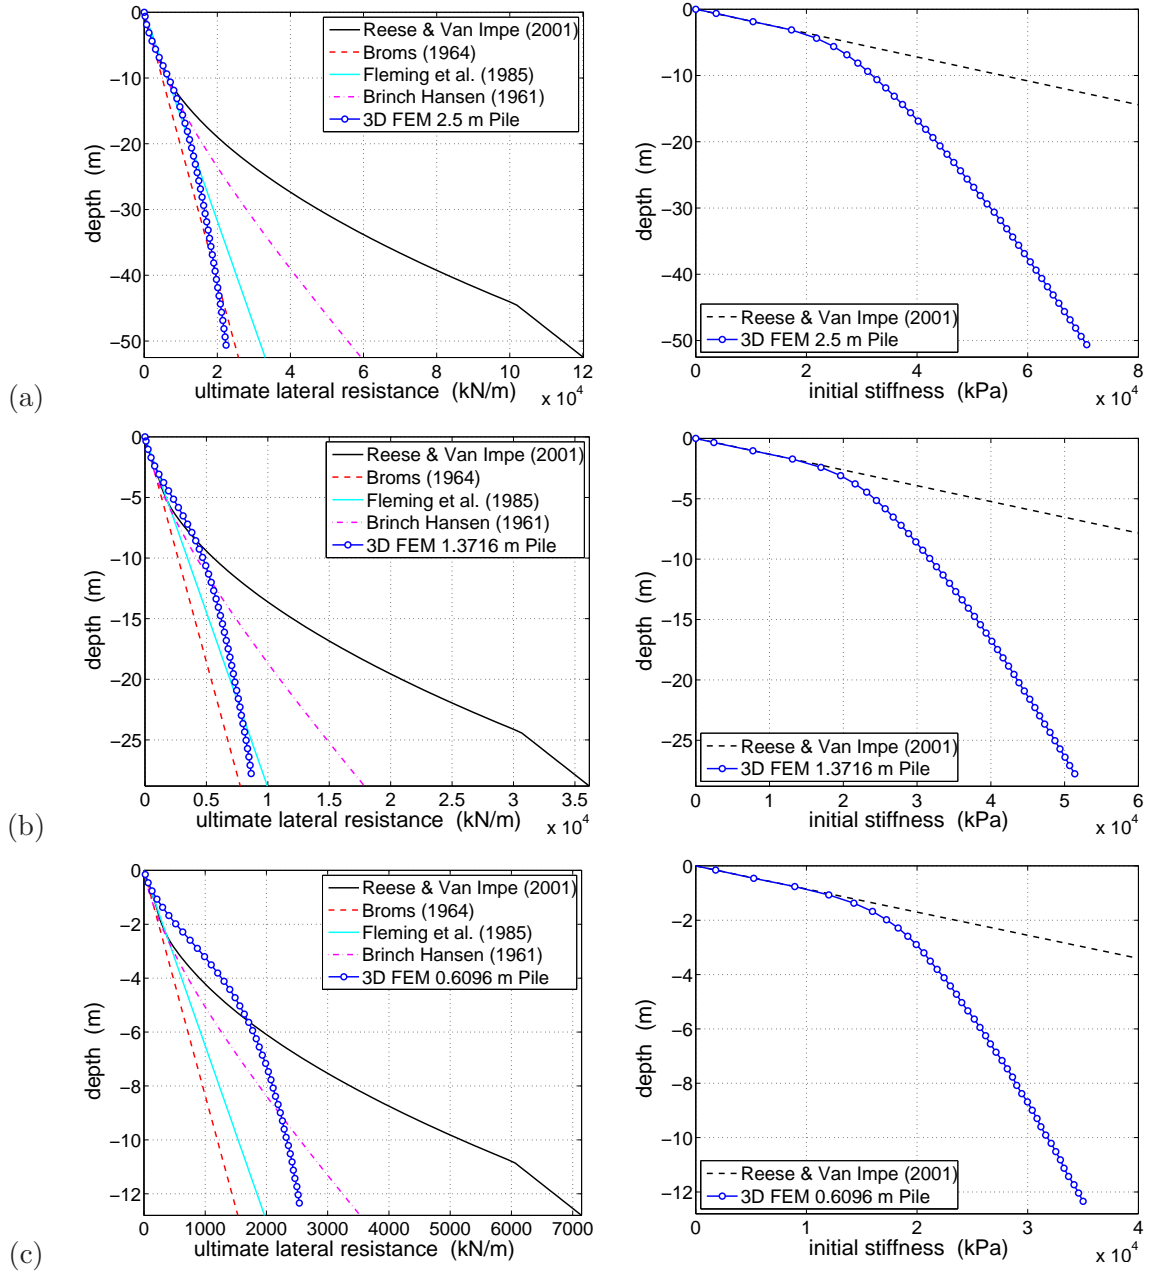 0
−10
−20
−30
−40
−50
depth (m)
Reese & Van Impe (2001)
Broms (1964)
Fleming et al. (1985)
Brinch Hansen (1961)
3D FEM 2.5 m Pile
0 2 4 6 8 10 12
ultimate lateral resistance (kN/m)
x 10^4
(a)
0
−10
−20
−30
−40
−50
depth (m)
Reese & Van Impe (2001)
3D FEM 2.5 m Pile
0 2 4 6 8
initial stiffness (kPa)
x 10^4
0
−5
−10
−15
−20
−25
depth (m)
Reese & Van Impe (2001)
Broms (1964)
Fleming et al. (1985)
Brinch Hansen (1961)
3D FEM 1.3716 m Pile
0 0.5 1 1.5 2 2.5 3 3.5
ultimate lateral resistance (kN/m)
x 10^4
(b)
0
−5
−10
−15
−20
−25
depth (m)
Reese & Van Impe (2001)
3D FEM 1.3716 m Pile
0 1 2 3 4 5 6
initial stiffness (kPa)
x 10^4
0
−2
−4
−6
−8
−10
−12
depth (m)
Reese & Van Impe (2001)
Broms (1964)
Fleming et al. (1985)
Brinch Hansen (1961)
3D FEM 0.6096 m Pile
0 1000 2000 3000 4000 5000 6000 7000
ultimate lateral resistance (kN/m)
(c)
0
−2
−4
−6
−8
−10
−12
depth (m)
Reese & Van Impe (2001)
3D FEM 0.6096 m Pile
0 1 2 3 4
initial stiffness (kPa)
x 10^4